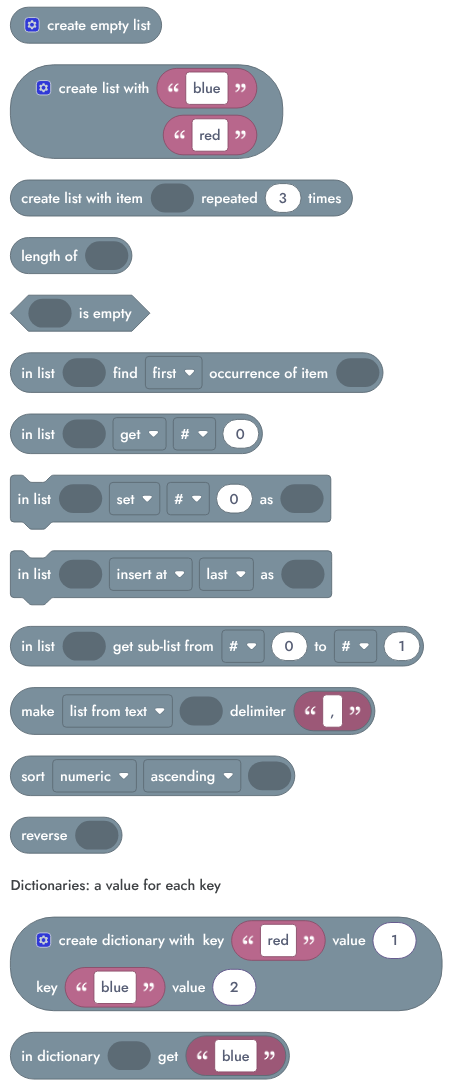 create empty list
create list with “ blue ”
“ red ”
create list with item repeated 3 times
length of
is empty
in list find first occurrence of item
in list get # 0
in list set # 0 as
in list insert at last as
in list get sub-list from # 0 to # 1
make list from text delimiter “ , ”
sort numeric ascending
reverse
Dictionaries: a value for each key
create dictionary with key “ red ” value 1
key “ blue ” value 2
in dictionary get “ blue ”